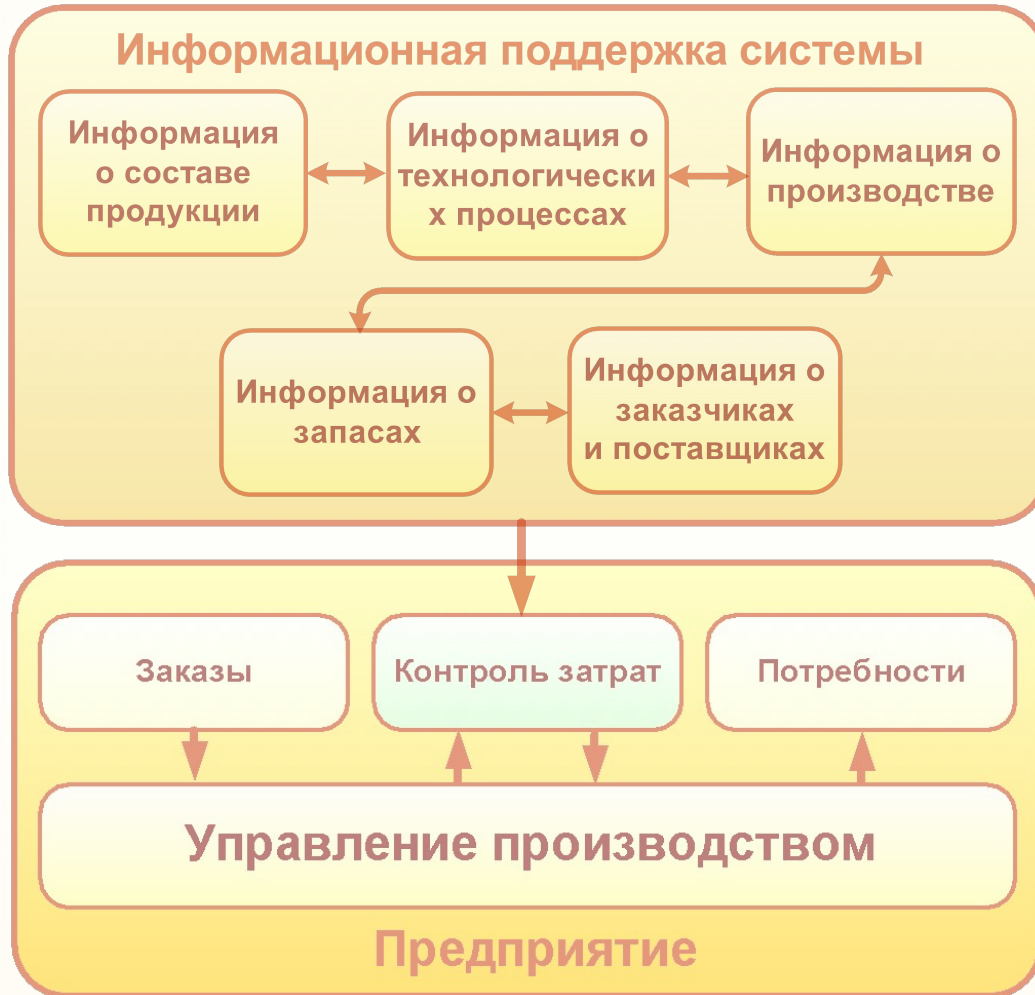 Информационная поддержка системы
Информация
о составе
продукции
Информация о
технологически
х процессах
Информация о
производстве
Информация о
запасах
Информация о
заказчиках
и поставщиках
Заказы
Контроль затрат
Потребности
Управление производством
Предприятие